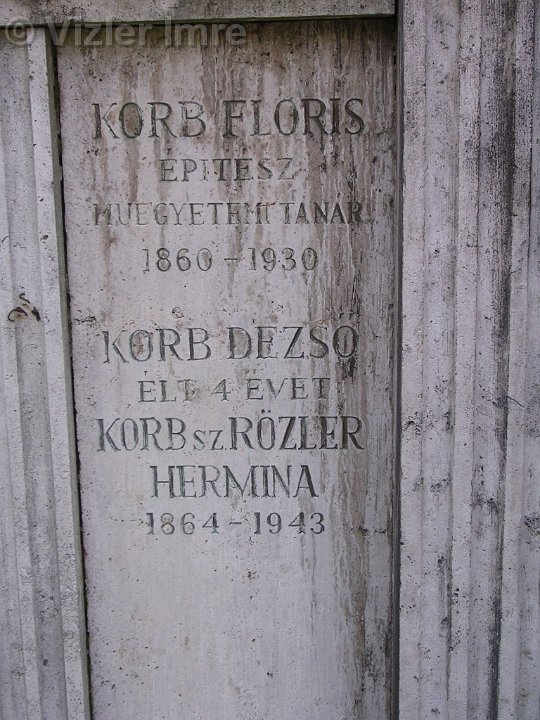 © Vizler Imre
KORB FLORIS
ÉPITÉSZ
MUEGYETEMI TANÁR
1860 - 1930
KORB DEZSŐ
ÉLT 4 ÉVET
KORB SZ. RÖZLER
HERMINA
1864 - 1943